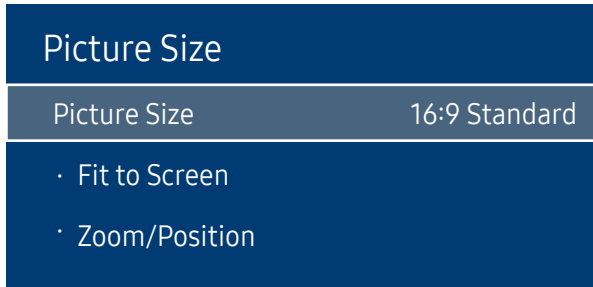 Picture Size
Picture Size 16:9 Standard
· Fit to Screen
· Zoom/Position